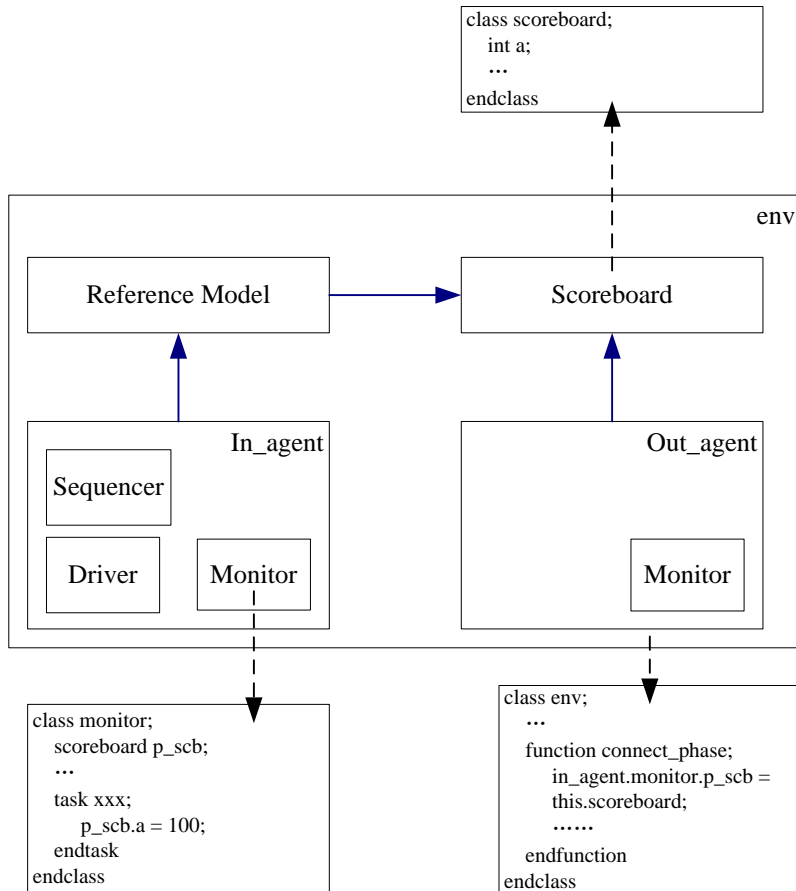 class scoreboard;
int a;
…
endclass
env
Reference Model
Scoreboard
In_agent
Out_agent
Sequencer
Driver
Monitor
Monitor
class monitor;
scoreboard p_scb;
…
task xxx;
p_scb.a = 100;
endtask
endclass
class env;
…
function connect_phase;
in_agent.monitor.p_scb =
this.scoreboard;
……
endfunction
endclass